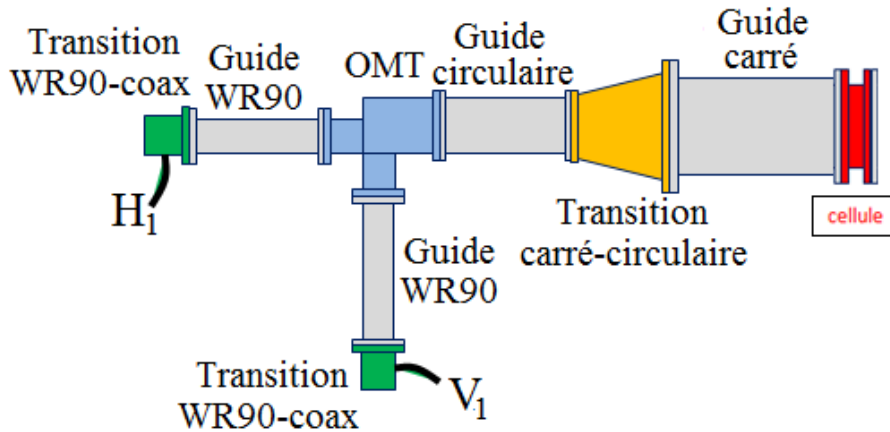 Transition
WR90-coax
Guide
WR90
OMT
Guide
circulaire
Guide
carré
H1
cellule
Transition
carré-circulaire
Guide
WR90
Transition
WR90-coax
V1